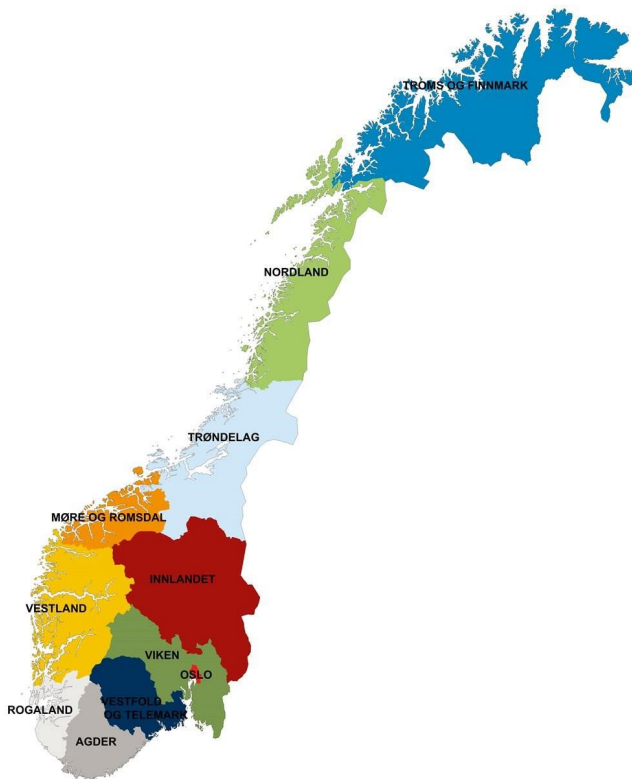 TROMS OG FINNMARK
NORDLAND
TRØNDELAG
MØRE OG ROMSDAL
INNLANDET
VESTLAND
VIKEN
OSLO
VESTFOLD
OG TELEMARK
ROGALAND
AGDER